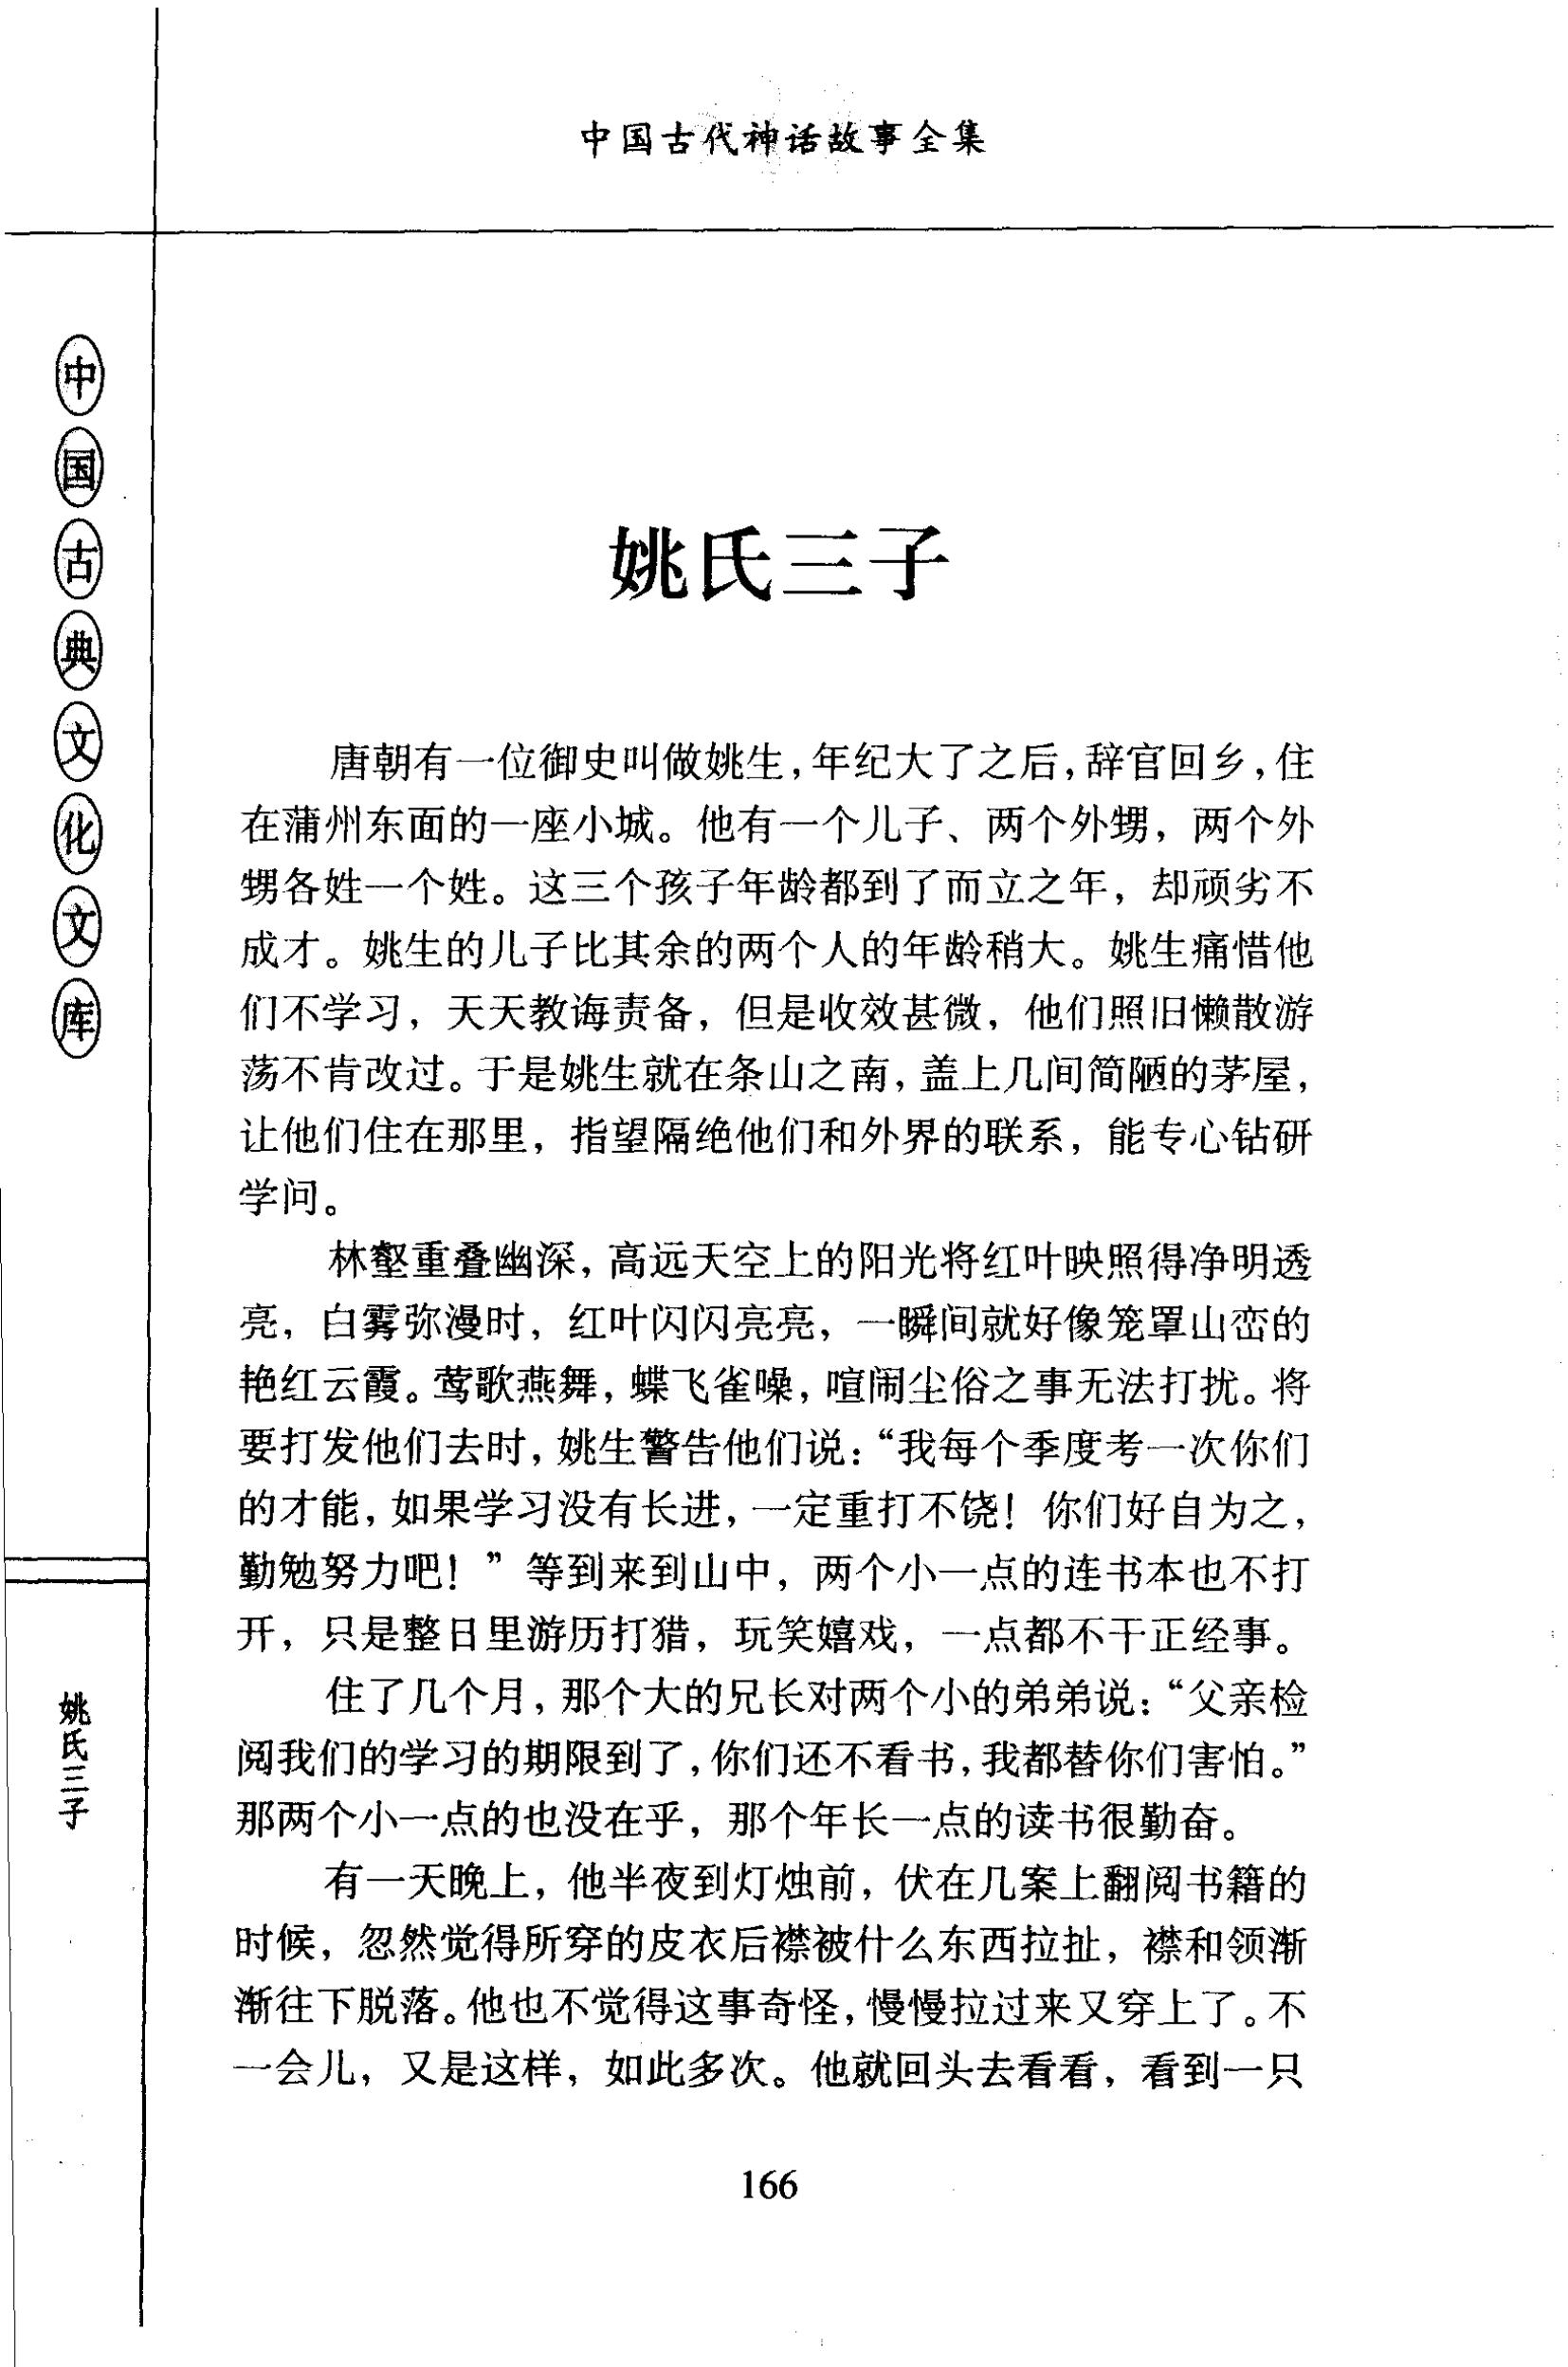 中国古代神话故事全集
中国古典文化文库
姚氏三子
姚氏三子
唐朝有一位御史叫做姚生，年纪大了之后，辞官回乡，住
在蒲州东面的一座小城。他有一个儿子、两个外甥，两个外
甥各姓一个姓。这三个孩子年龄都到了而立之年，却顽劣不
成才。姚生的儿子比其余的两个人的年龄稍大。姚生痛惜他
们不学习，天天教诲责备，但是收效甚微，他们照旧懒散游
荡不肯改过。于是姚生就在条山之南，盖上几间简陋的茅屋，
让他们住在那里，指望隔绝他们和外界的联系，能专心钻研
学问。
林壑重叠幽深，高远天空上的阳光将红叶映照得净明透
亮，白雾弥漫时，红叶闪闪亮亮，一瞬间就好像笼罩山峦的
艳红云霞。莺歌燕舞，蝶飞雀噪，喧闹尘俗之事无法打扰。将
要打发他们去时，姚生警告他们说：“我每个季度考一次你们
的才能，如果学习没有长进，一定重打不饶！你们好自为之，
勤勉努力吧！”等到来到山中，两个小一点的连书本也不打
开，只是整日里游历打猎，玩笑嬉戏，一点都不干正经事。
住了几个月，那个大的兄长对两个小的弟弟说：“父亲检
阅我们的学习的期限到了，你们还不看书，我都替你们害怕。”
那两个小一点的也没在乎，那个年长一点的读书很勤奋。
有一天晚上，他半夜到灯烛前，伏在几案上翻阅书籍的
时候，忽然觉得所穿的皮衣后襟被什么东西拉扯，襟和领渐
渐往下脱落。他也不觉得这事奇怪，慢慢拉过来又穿上了。不
一会儿，又是这样，如此多次。他就回头去看看，看到一只
166